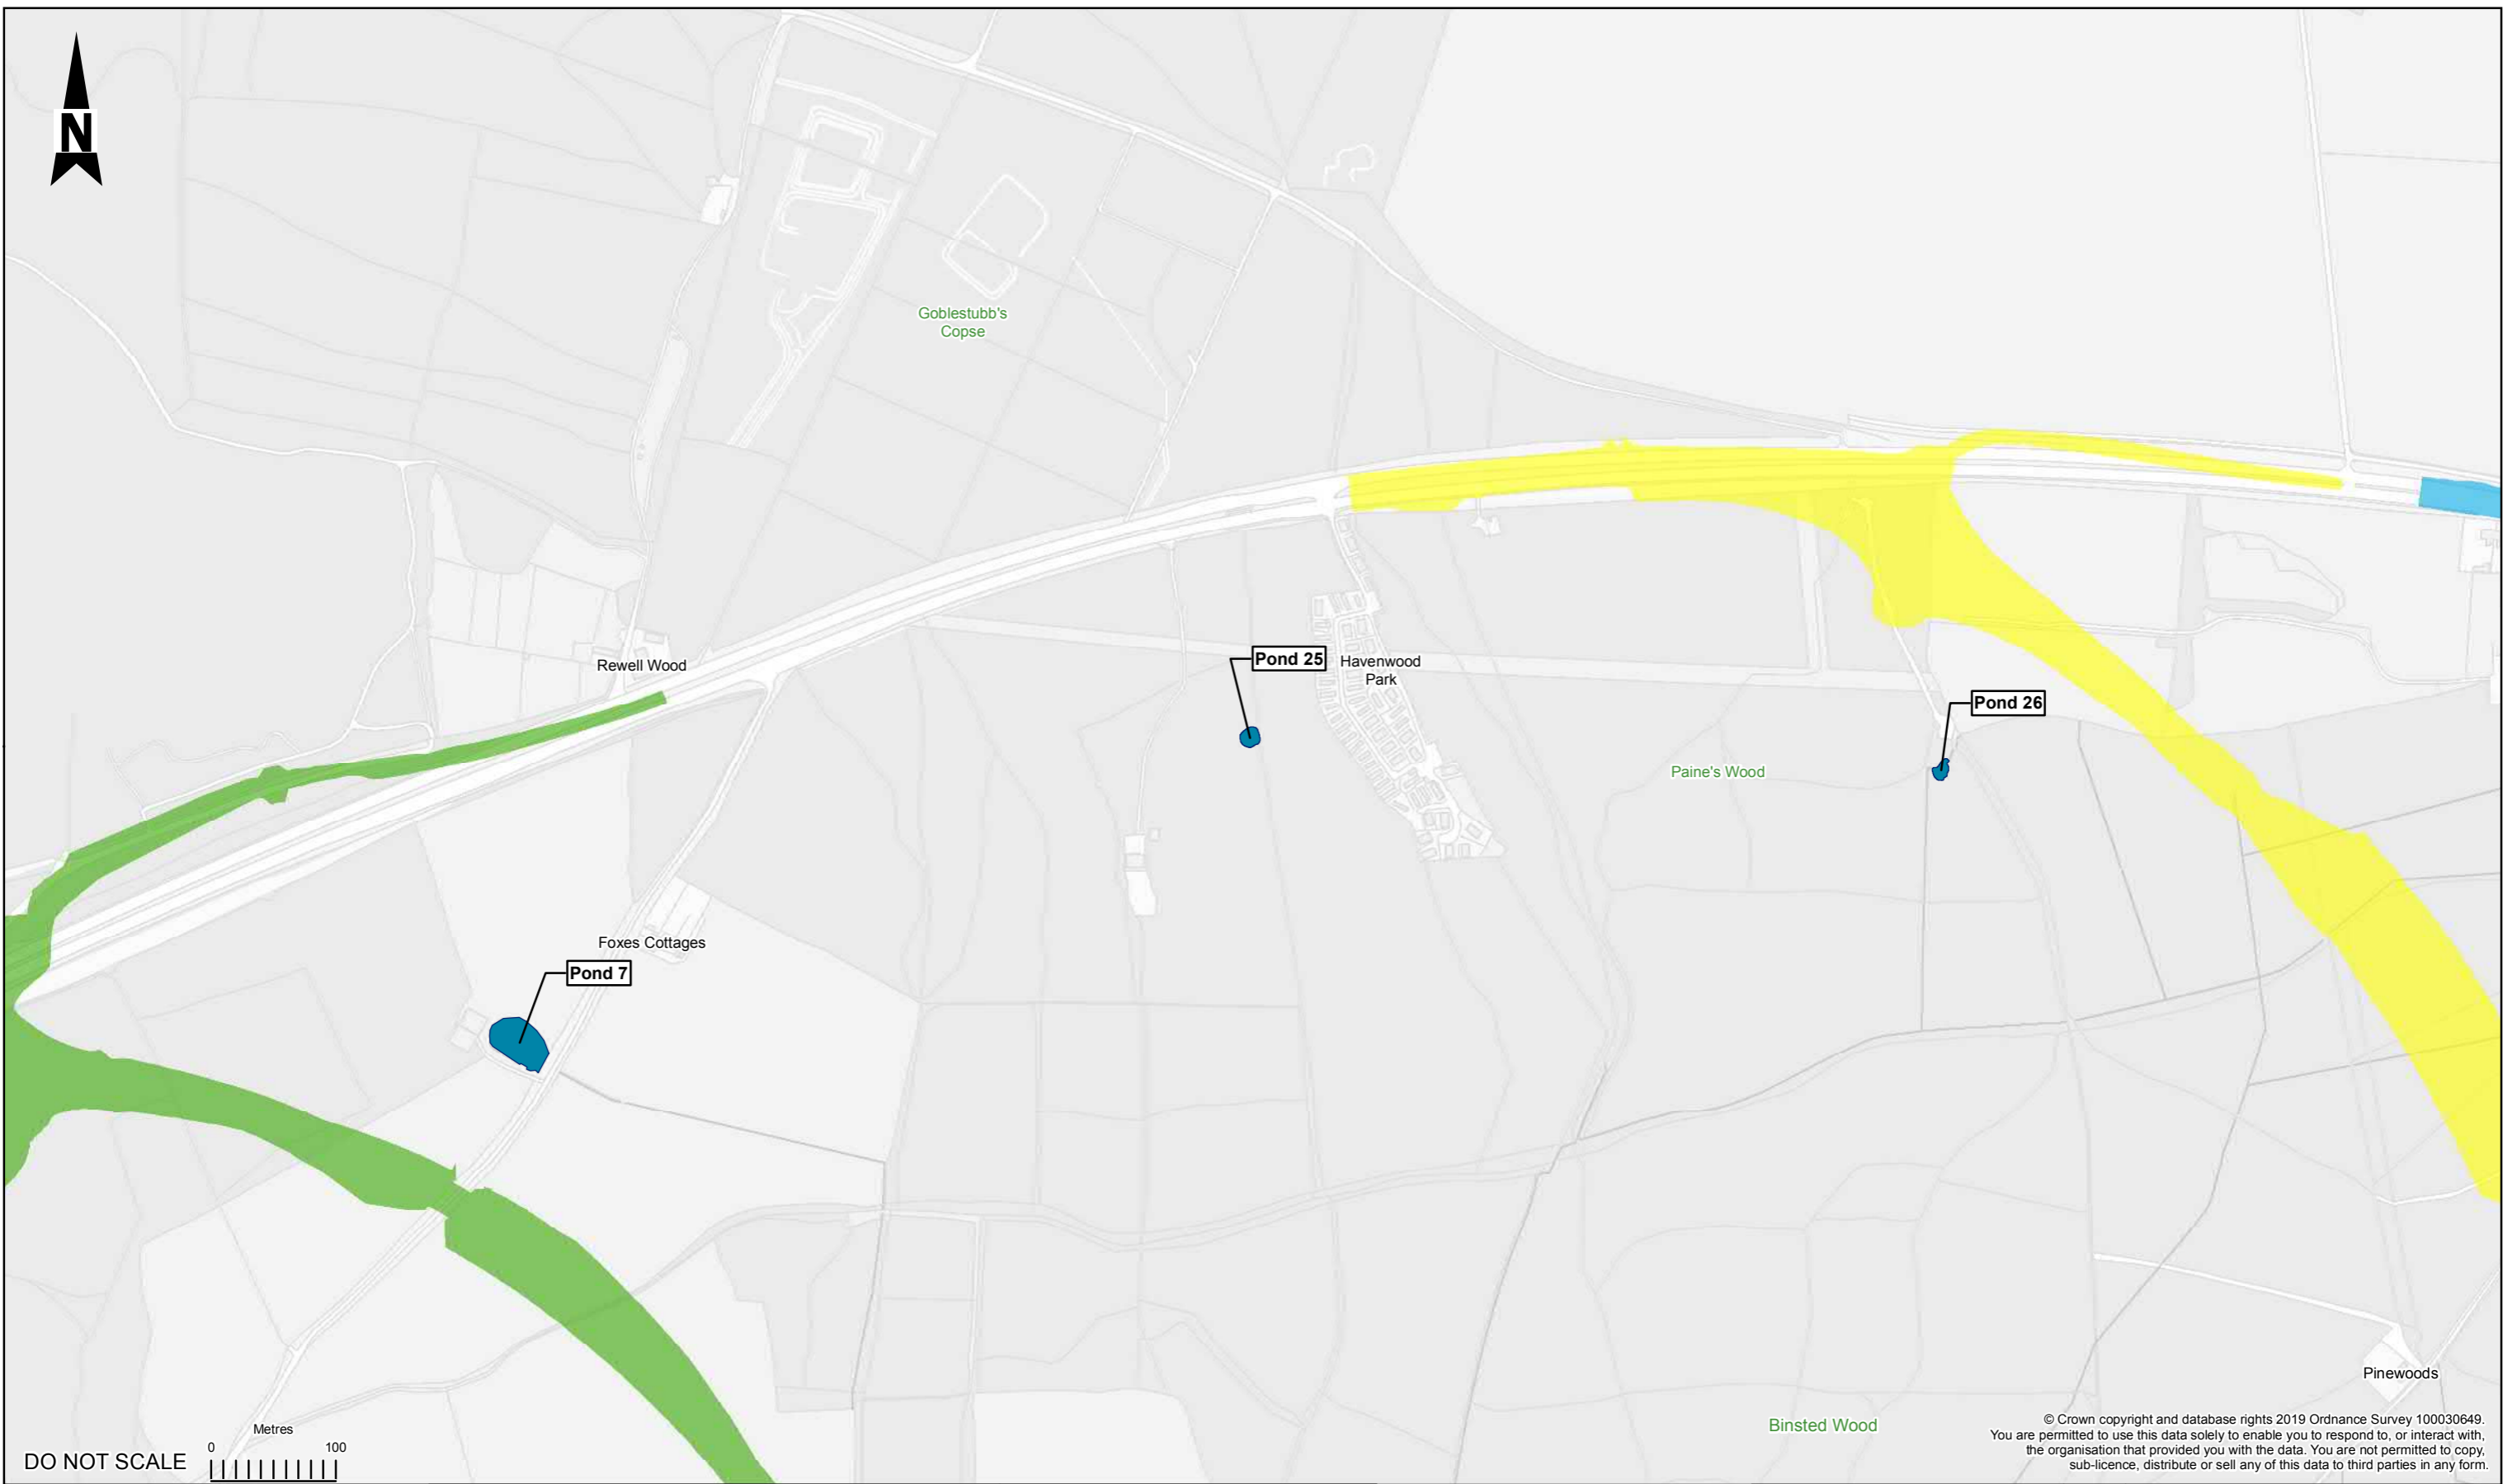 N
Goblestubb's
Copse
Rewell Wood
Pond 25
Havenwood
Park
Pond 26
Paine's Wood
Foxes Cottages
Pond 7
Pinewoods
Binsted Wood
Metres
0 100
DO NOT SCALE
© Crown copyright and database rights 2019 Ordnance Survey 100030649.
You are permitted to use this data solely to enable you to respond to, or interact with,
the organisation that provided you with the data. You are not permitted to copy,
sub-licence, distribute or sell any of this data to third parties in any form.